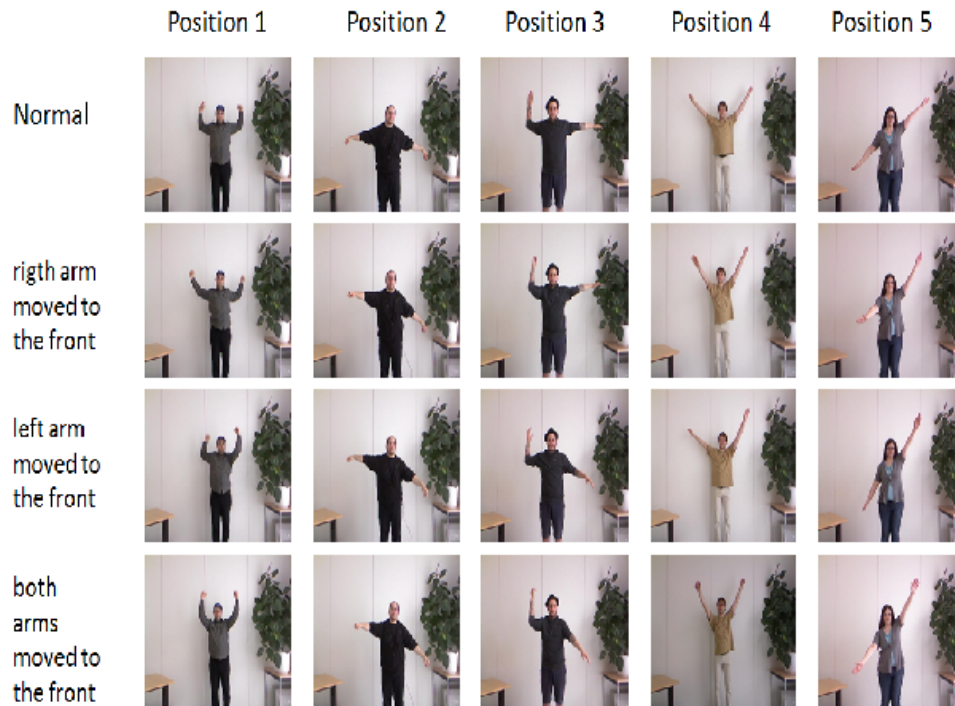 Position 1 Position 2 Position 3 Position 4 Position 5
Normal
rigth arm
moved to
the front
left arm
moved to
the front
both
arms
moved to
the front